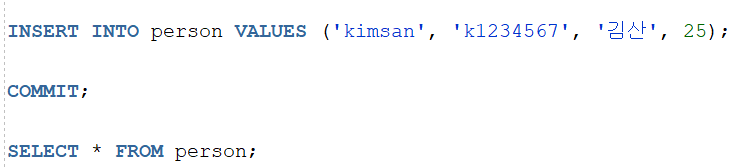 INSERT INTO person VALUES ('kimsan', 'k1234567', '김산', 25);
COMMIT;
SELECT * FROM person;